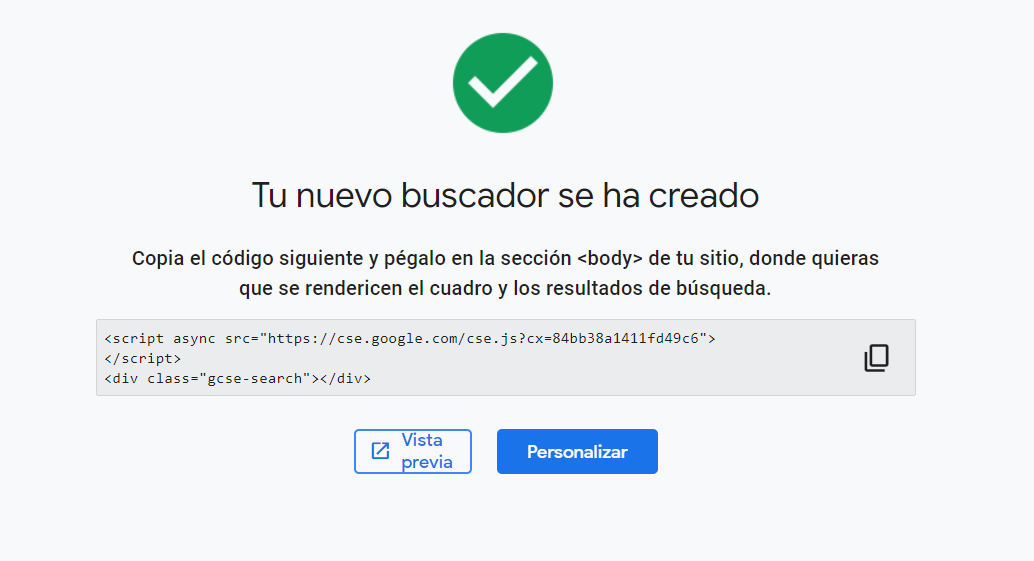 Tu nuevo buscador se ha creado
Copia el código siguiente y pégalo en la sección <body> de tu sitio, donde quieras
que se rendericen el cuadro y los resultados de búsqueda.
<script async src="https://cse.google.com/cse.js?cx=84bb38a1411fd49c6">
</script>
<div class="gcse-search"></div>
Vista
previa
Personalizar